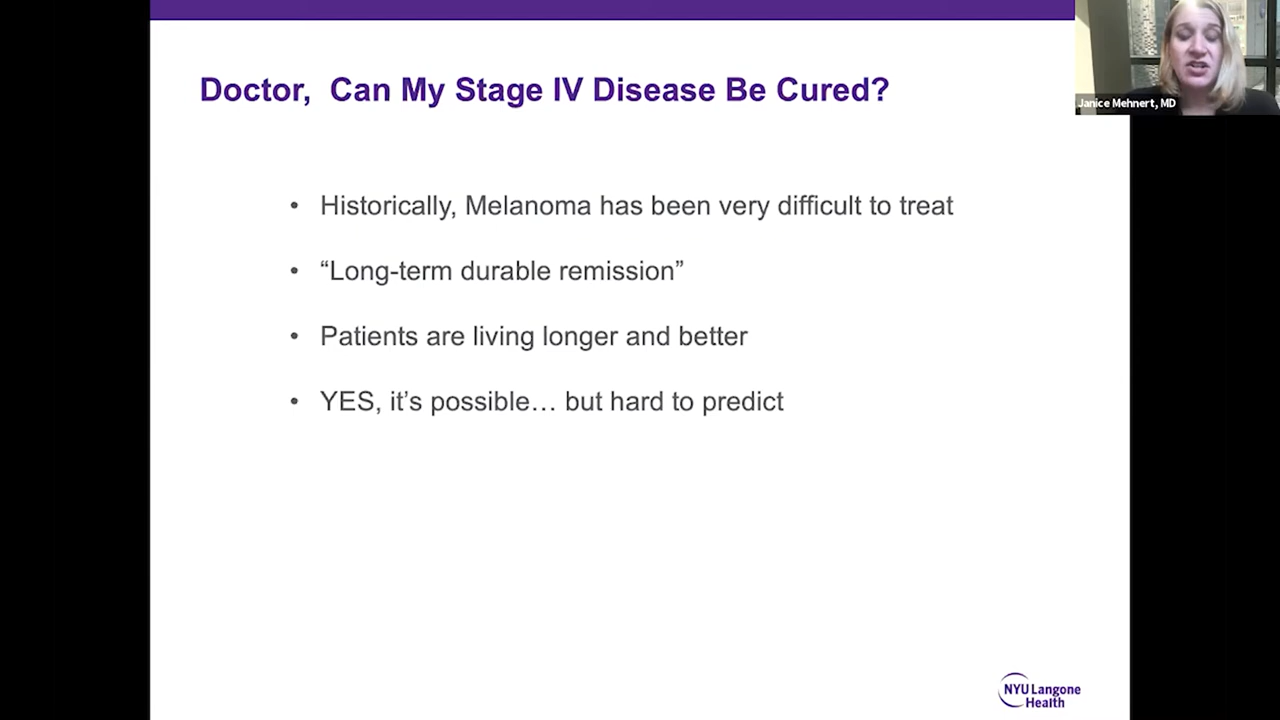 Doctor, Can My Stage IV Disease Be Cured?
Janice Mehnert, MD
• Historically, Melanoma has been very difficult to treat
• “Long-term durable remission”
• Patients are living longer and better
• YES, it’s possible… but hard to predict
NYU Langone
Health